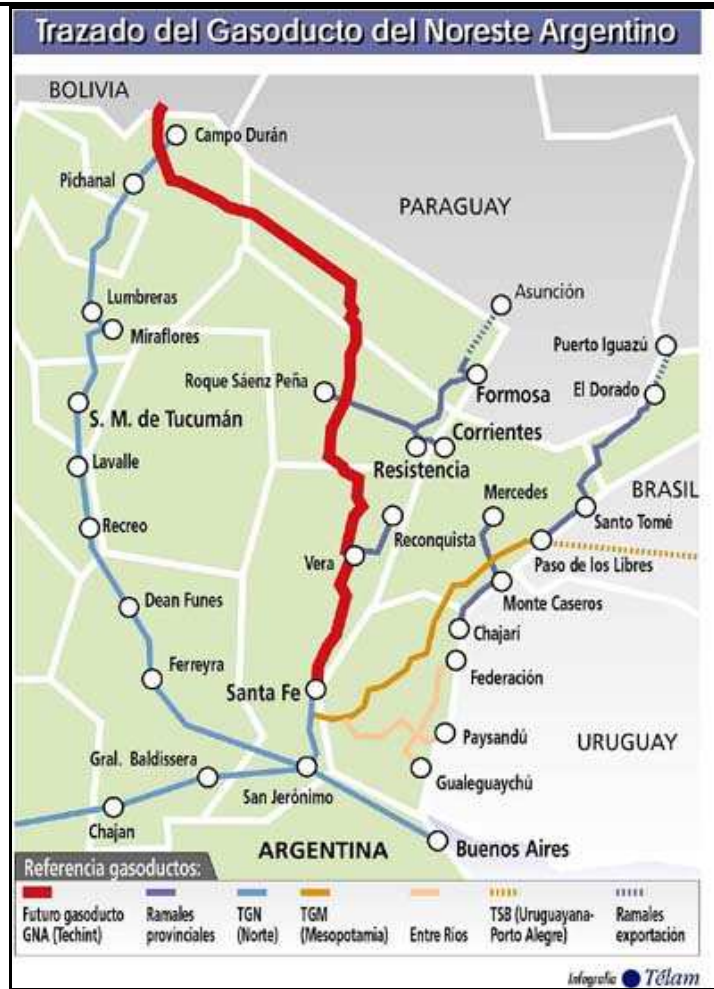 Trazado del Gasoducto del Noreste Argentino
BOLIVIA
Campo Durán
Pichanal
PARAGUAY
Asunción
Lumbreras
Miraflores
Puerto Iguazú
Roque Sáenz Peña
El Dorado
Formosa
S. M. de Tucumán
Corrientes
Resistencia
Lavalle
Mercedes
BRASIL
Recreo
Santo Tomé
Reconquista
Vera
Paso de los Libres
Dean Funes
Monte Caseros
Chajarí
Ferreyra
Federación
Santa Fe
Paysandú
URUGUAY
Gral. Baldissera
Gualeguaychú
San Jerónimo
Chajan
ARGENTINA
Buenos Aires
Referencia gasoductos:
Futuro gasoducto
GNA (Techint)
Ramales
provinciales
TGN
(Norte)
TGM
(Mesopotamia)
Entre Ríos
TSB (Uruguayana-
Porto Alegre)
Ramales
exportación
Infografía Télam